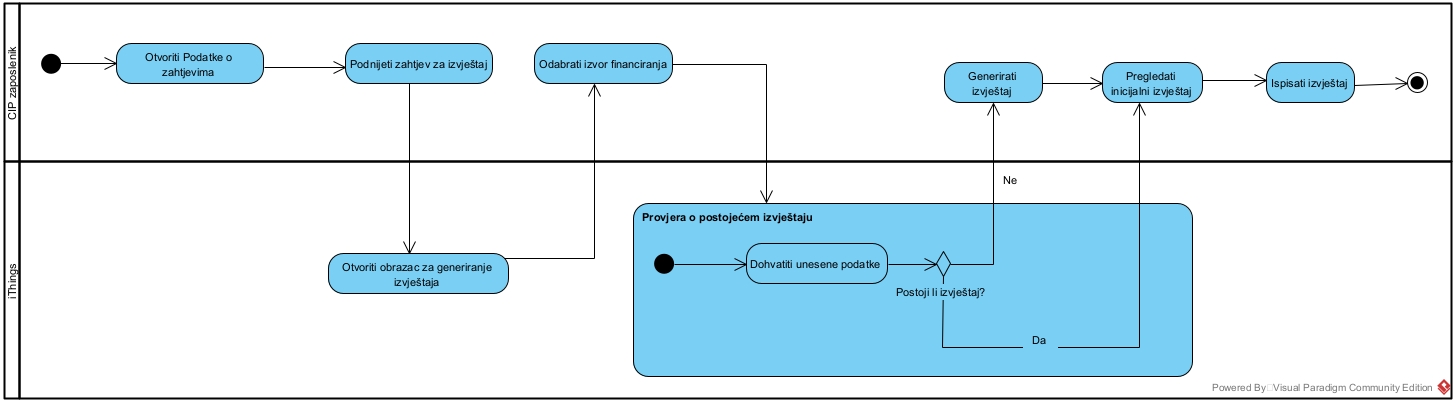 CIP zaposlenik
Otvoriti Podatke o
zahtjevima
Podnijeti zahtjev za izvještaj
Odabrati izvor financiranja
Generirati
izvještaj
Pregledati
inicijalni izvještaj
Ispisati izvještaj
iThings
Otvoriti obrazac za generiranje
izvještaja
Ne
Provjera o postojećem izvještaju
Dohvatiti unesene podatke
Postoji li izvještaj?
Da
Powered By Visual Paradigm Community Edition